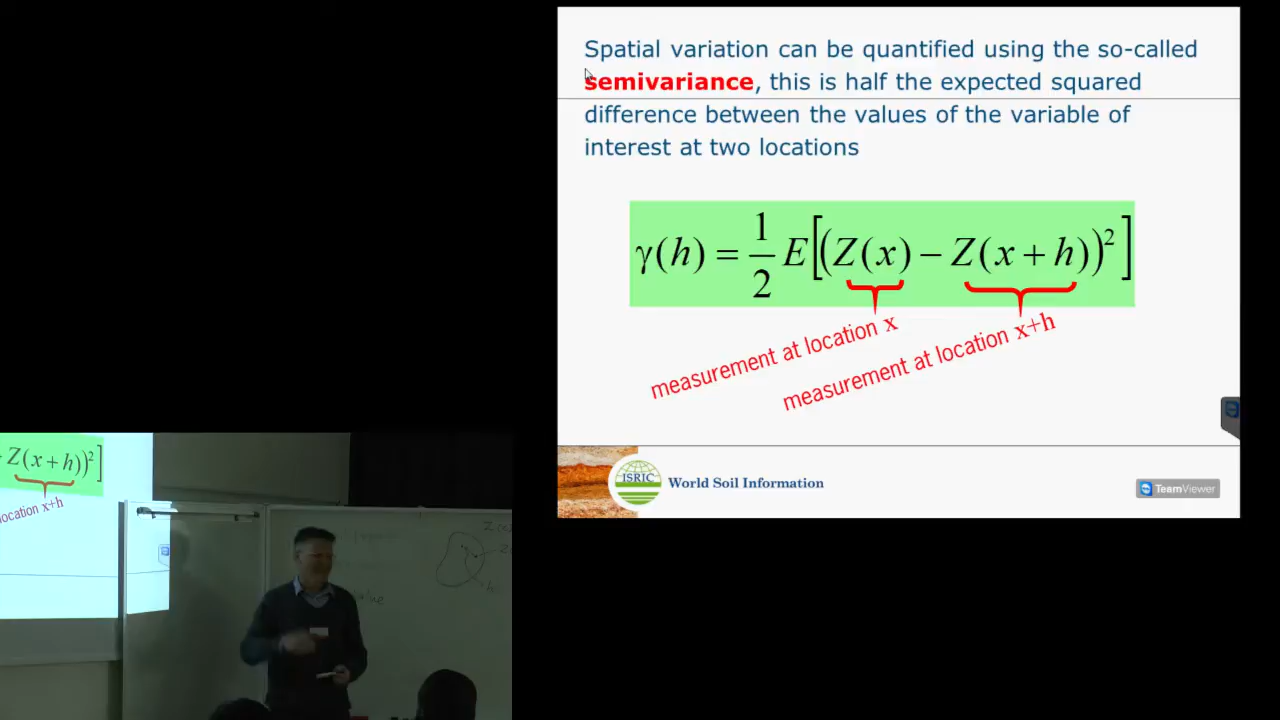 Spatial variation can be quantified using the so-called
semivariance, this is half the expected squared
difference between the values of the variable of
interest at two locations
γ(h) = 1/2 E[(Z(x) − Z(x + h))²]
measurement at location x
measurement at location x+h
ISRIC World Soil Information
TeamViewer
Z(x + h))²]
location x+h
h